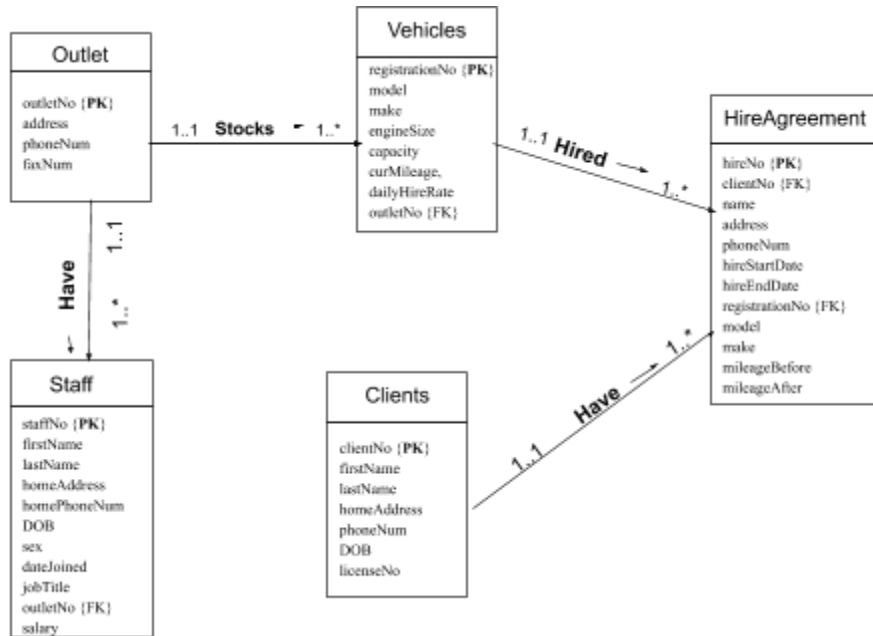 Outlet
outletNo {PK}
address
phoneNum
faxNum
1..1 Stocks 1..*
Vehicles
registrationNo {PK}
model
make
engineSize
capacity
curMileage,
dailyHireRate
outletNo {FK}
1..1 Hired 1..*
HireAgreement
hireNo {PK}
clientNo {FK}
name
address
phoneNum
hireStartDate
hireEndDate
registrationNo {FK}
model
make
mileageBefore
mileageAfter
1..1
Have
1..*
Staff
staffNo {PK}
firstName
lastName
homeAddress
homePhoneNum
DOB
sex
dateJoined
jobTitle
outletNo {FK}
salary
Clients
clientNo {PK}
firstName
lastName
homeAddress
phoneNum
DOB
licenseNo
1..1 Have 1..*